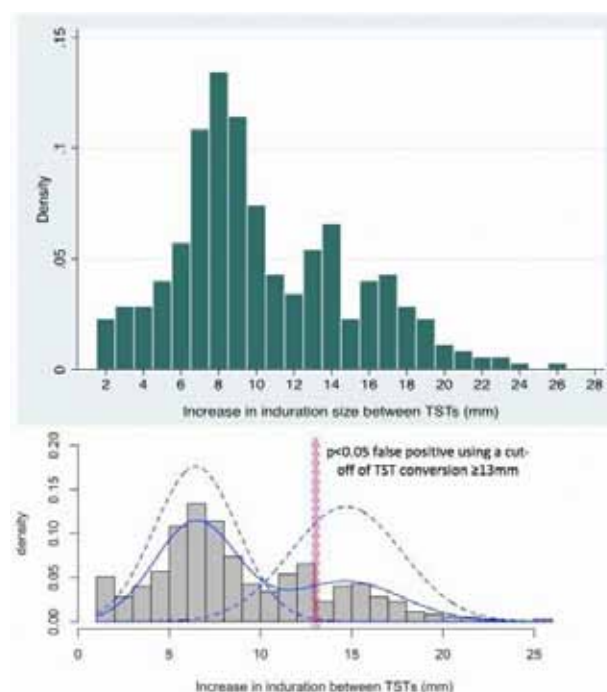 .15
.1
.05
0
Density
2 4 6 8 10 12 14 16 18 20 22 24 26 28
Increase in induration size between TSTs (mm)
0.20
0.15
0.10
0.05
0.00
density
p<0.05 false positive using a cut-
off of TST conversion ≥13mm
0 5 10 15 20 25
Increase in induration between TSTs (mm)